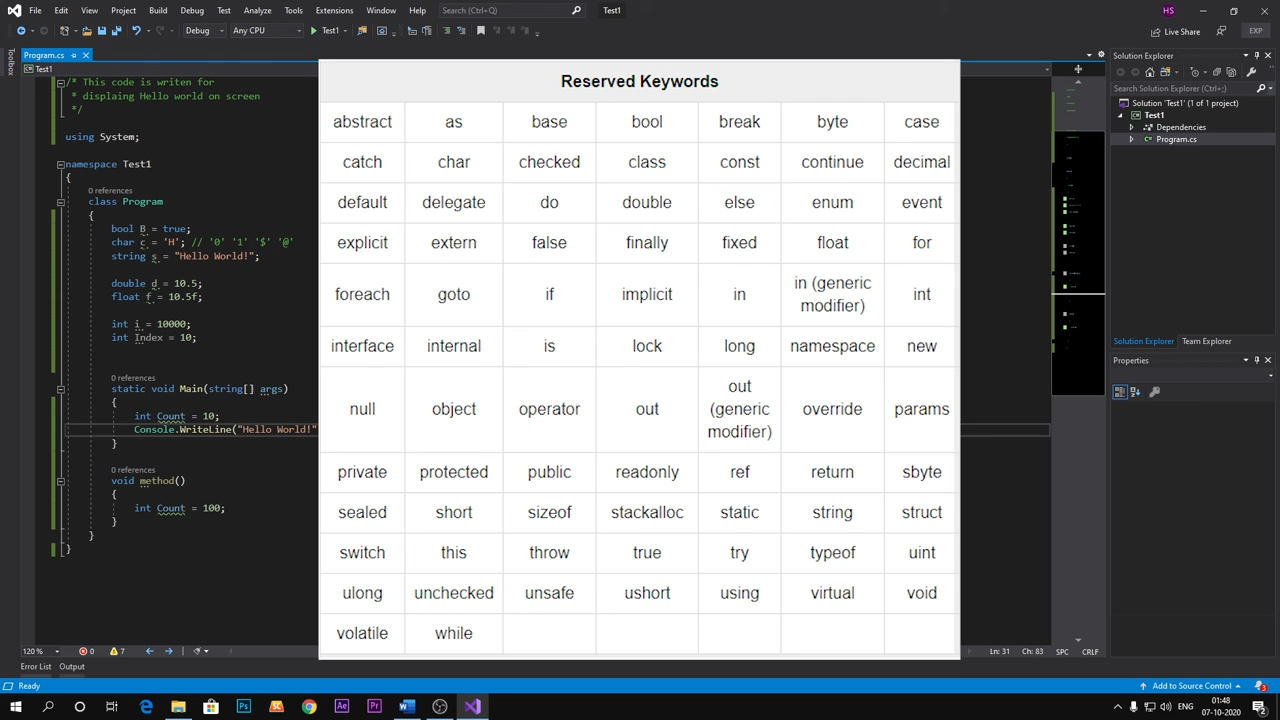 File Edit View Project Build Debug Test Analyze Tools Extensions Window Help Search (Ctrl+Q) Test1 HS
Debug Any CPU Test1 Live Share EXP
Toolbox
Program.cs
Test1
/* This code is writen for
* displaing Hello world on screen
*/
using System;
namespace Test1
{
0 references
class Program
{
bool B = true;
char c = 'H'; // '0' '1' '$' '@'
string s = "Hello World!";
double d = 10.5;
float f = 10.5f;
int i = 10000;
int Index = 10;
0 references
static void Main(string[] args)
{
int Count = 10;
Console.WriteLine("Hello World!"
}
0 references
void method()
{
int Count = 100;
}
}
}
Reserved Keywords
abstract as base bool break byte case
catch char checked class const continue decimal
default delegate do double else enum event
explicit extern false finally fixed float for
foreach goto if implicit in in (generic modifier) int
interface internal is lock long namespace new
null object operator out out (generic modifier) override params
private protected public readonly ref return sbyte
sealed short sizeof stackalloc static string struct
switch this throw true try typeof uint
ulong unchecked unsafe ushort using virtual void
volatile while
Solution Explorer
Search Solution Explorer (Ctrl+;)
Solution 'Test1' (1 of 1 project)
Test1
Dependencies
Program.cs
Solution Explorer Team Explorer
Properties
120 % 0 7 Ln: 31 Ch: 83 SPC CRLF
Error List Output
Ready Add to Source Control 3
Ps SC Ae Pr ENG 01:48
07-10-2020 2